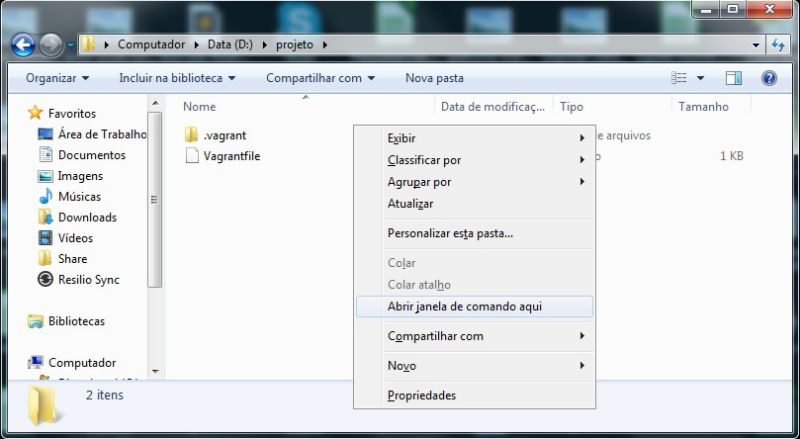 Computador Data (D:) projeto
Organizar Incluir na biblioteca Compartilhar com Nova pasta
Nome Data de modificaç... Tipo Tamanho
Favoritos
Área de Trabalho
Documentos
Imagens
Músicas
Downloads
Vídeos
Share
Resilio Sync
Bibliotecas
Computador
.vagrant de arquivos
Vagrantfile 1 KB
Exibir
Classificar por
Agrupar por
Atualizar
Personalizar esta pasta...
Colar
Colar atalho
Abrir janela de comando aqui
Compartilhar com
Novo
Propriedades
2 itens